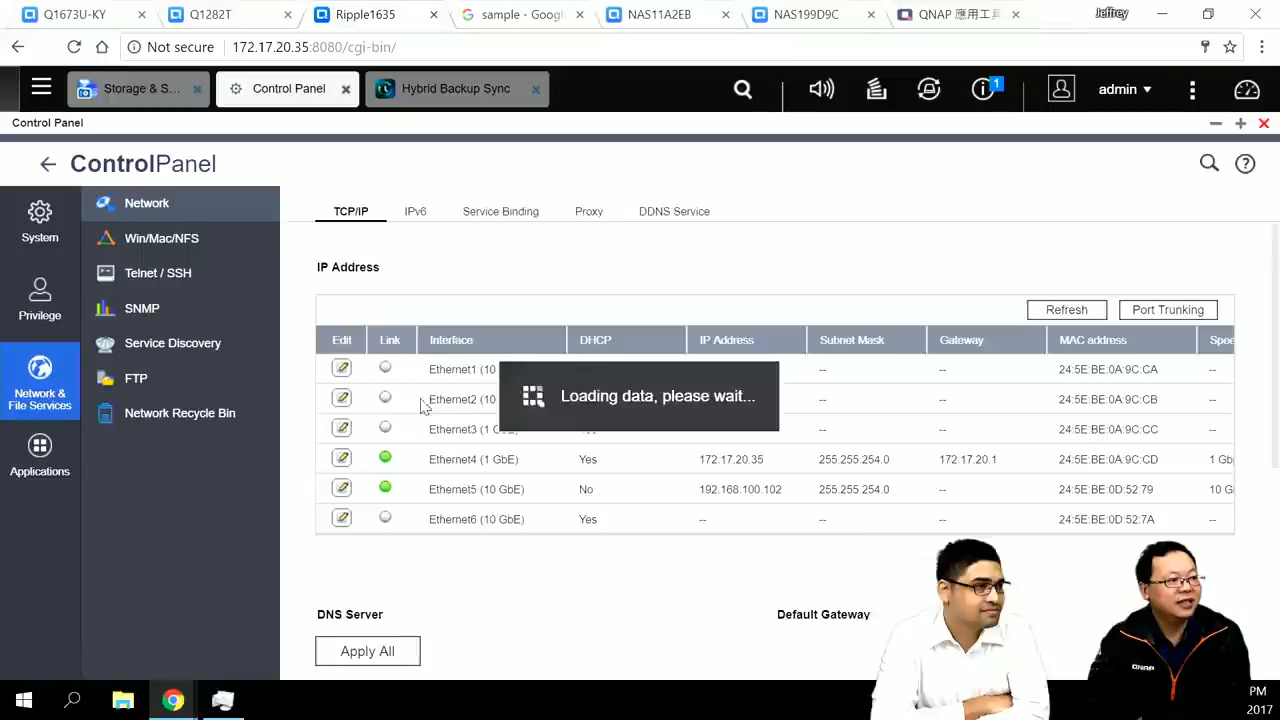 Q1673U-KY
Q1282T
Ripple1635
sample - Goog
NAS11A2EB
NAS199D9C
QNAP 應用工具
Jeffrey
Not secure 172.17.20.35:8080/cgi-bin/
Storage & S...
Control Panel
Hybrid Backup Sync
1
admin
Control Panel
ControlPanel
System
Privilege
Network & File Services
Applications
Network
Win/Mac/NFS
Telnet / SSH
SNMP
Service Discovery
FTP
Network Recycle Bin
TCP/IP IPv6 Service Binding Proxy DDNS Service
IP Address
Refresh Port Trunking
Edit Link Interface DHCP IP Address Subnet Mask Gateway MAC address Spee
Ethernet1 (10 -- -- 24:5E:BE:0A:9C:CA --
Loading data, please wait...
Ethernet2 (10 -- -- 24:5E:BE:0A:9C:CB --
Ethernet3 (1 -- -- -- 24:5E:BE:0A:9C:CC --
Ethernet4 (1 GbE) Yes 172.17.20.35 255.255.254.0 172.17.20.1 24:5E:BE:0A:9C:CD 1 Gb
Ethernet5 (10 GbE) No 192.168.100.102 255.255.254.0 -- 24:5E:BE:0D:52:79 10 G
Ethernet6 (10 GbE) Yes -- -- -- 24:5E:BE:0D:52:7A --
DNS Server
Default Gateway
Apply All
QNAP
PM
2017